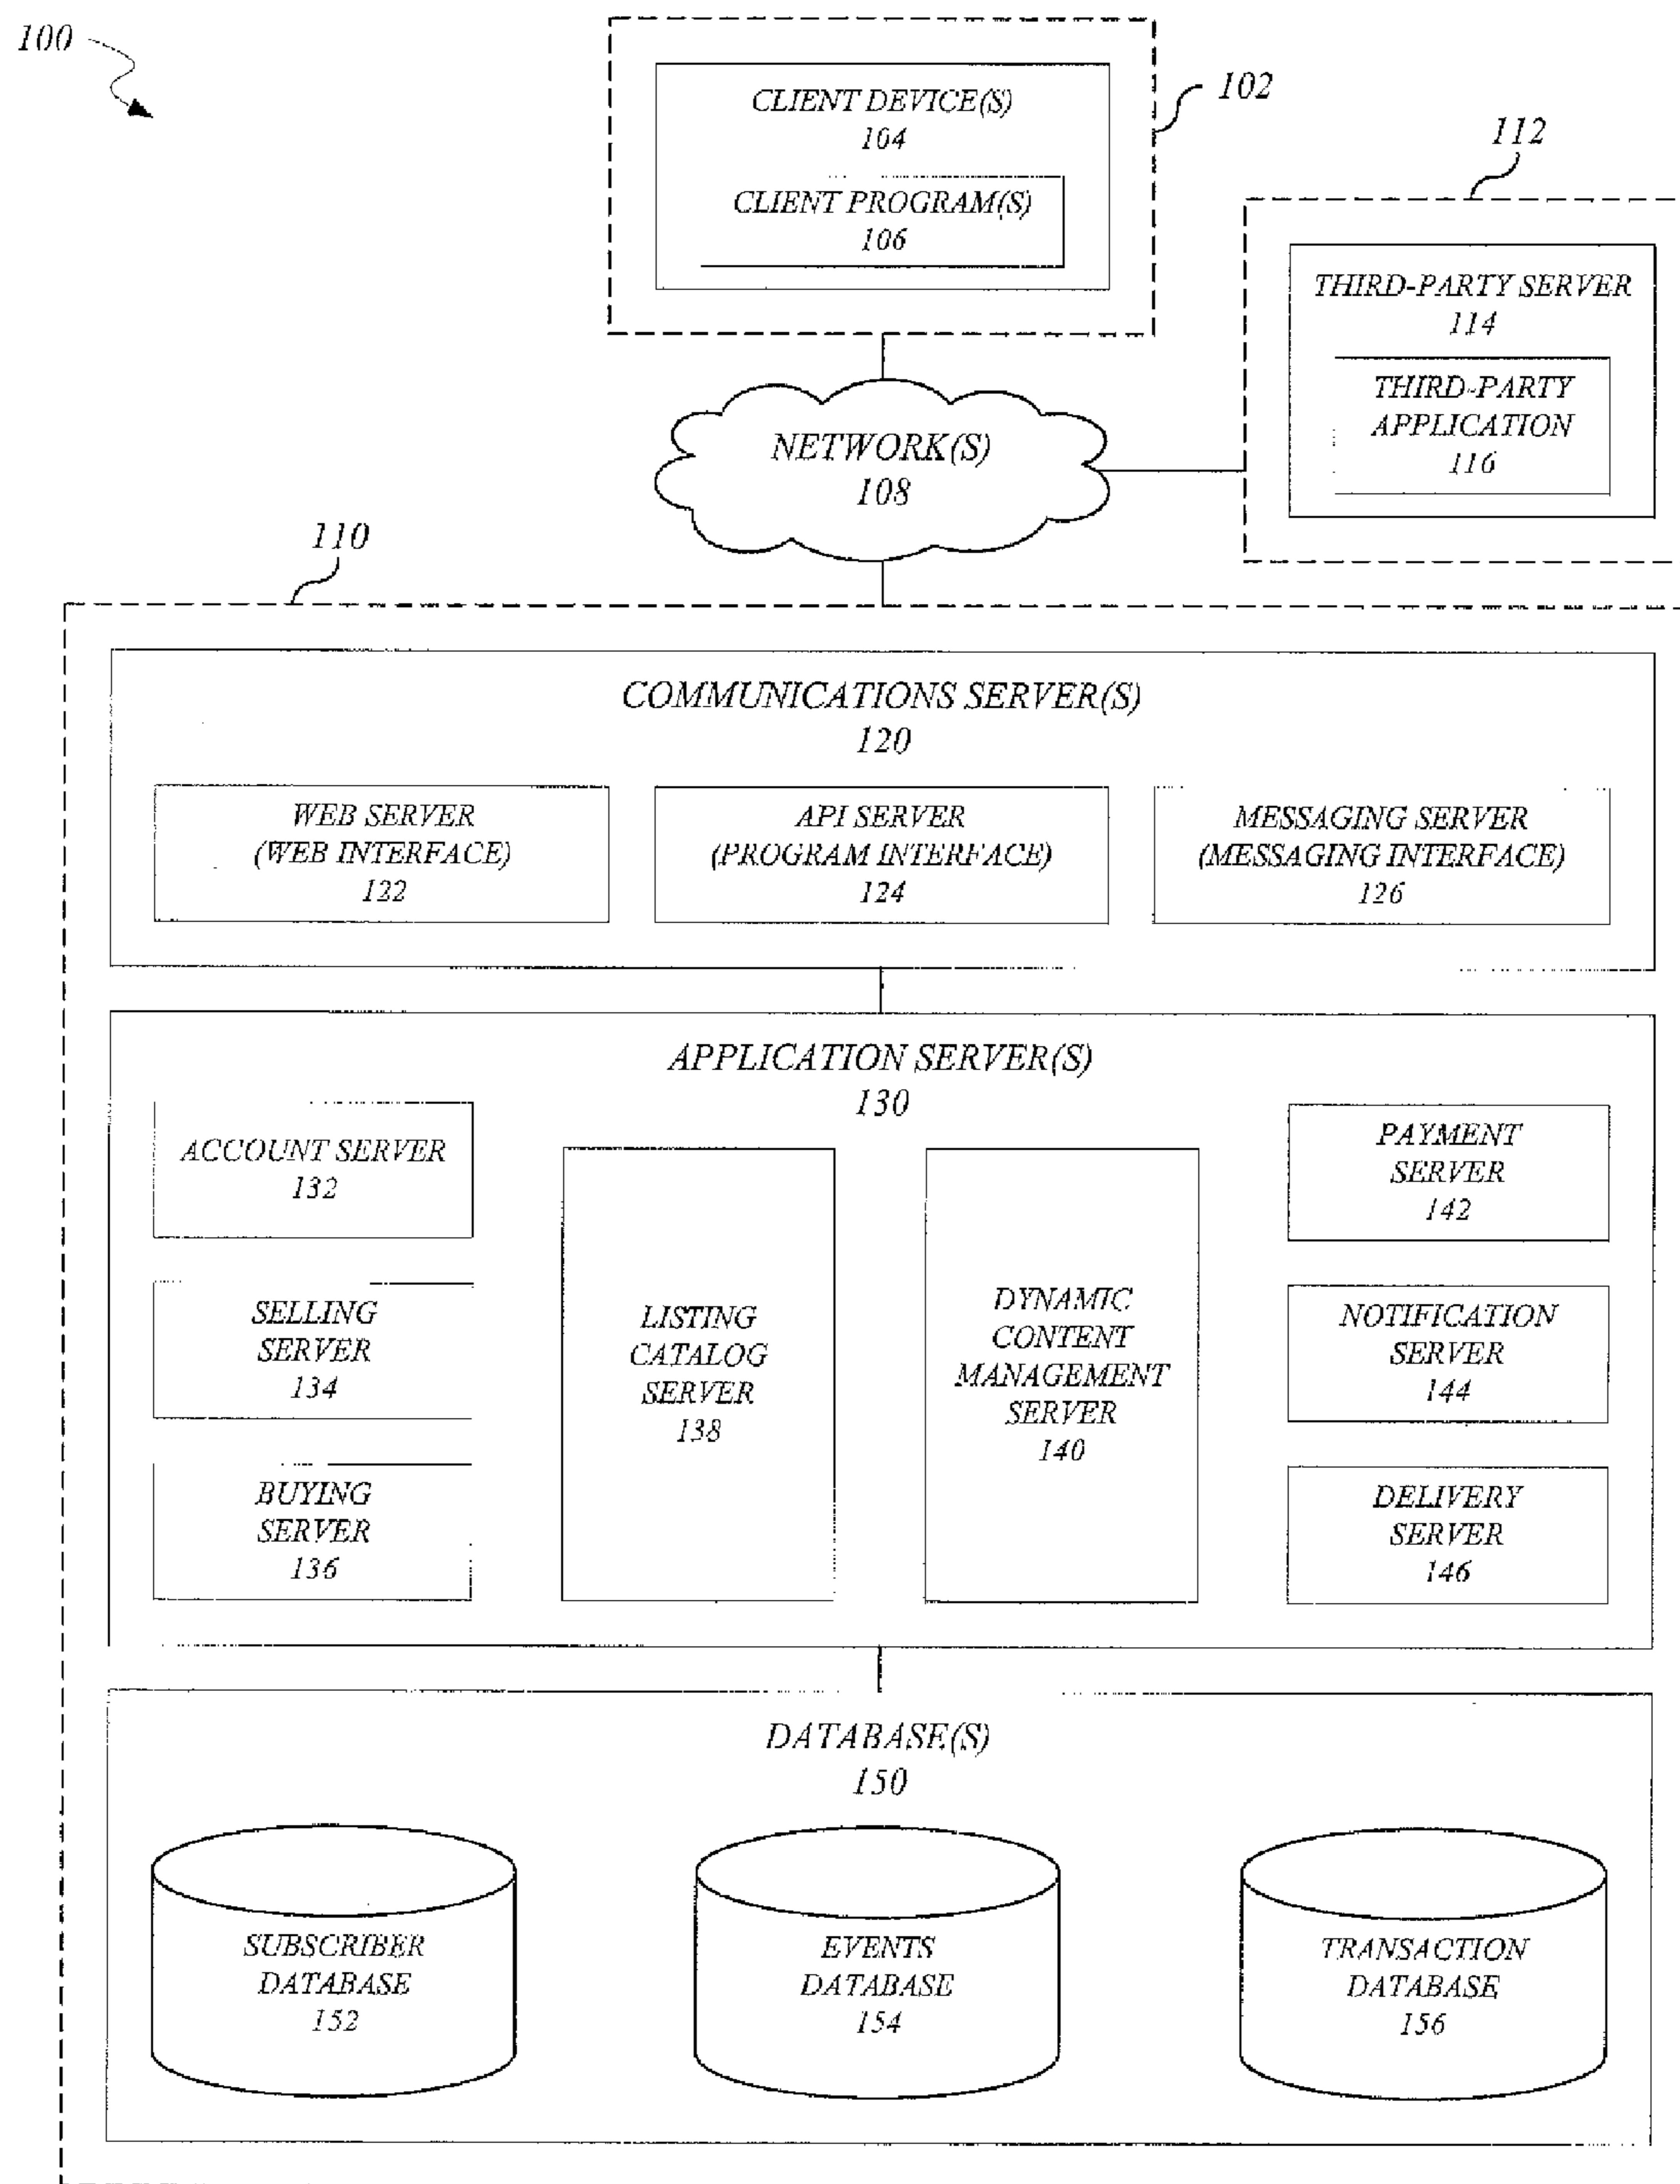 100
102
CLIENT DEVICE(S)
104
CLIENT PROGRAM(S)
106
112
THIRD-PARTY SERVER
114
THIRD-PARTY
APPLICATION
116
NETWORK(S)
108
110
COMMUNICATIONS SERVER(S)
120
WEB SERVER
(WEB INTERFACE)
122
API SERVER
(PROGRAM INTERFACE)
124
MESSAGING SERVER
(MESSAGING INTERFACE)
126
APPLICATION SERVER(S)
130
ACCOUNT SERVER
132
SELLING
SERVER
134
BUYING
SERVER
136
LISTING
CATALOG
SERVER
138
DYNAMIC
CONTENT
MANAGEMENT
SERVER
140
PAYMENT
SERVER
142
NOTIFICATION
SERVER
144
DELIVERY
SERVER
146
DATABASE(S)
150
SUBSCRIBER
DATABASE
152
EVENTS
DATABASE
154
TRANSACTION
DATABASE
156